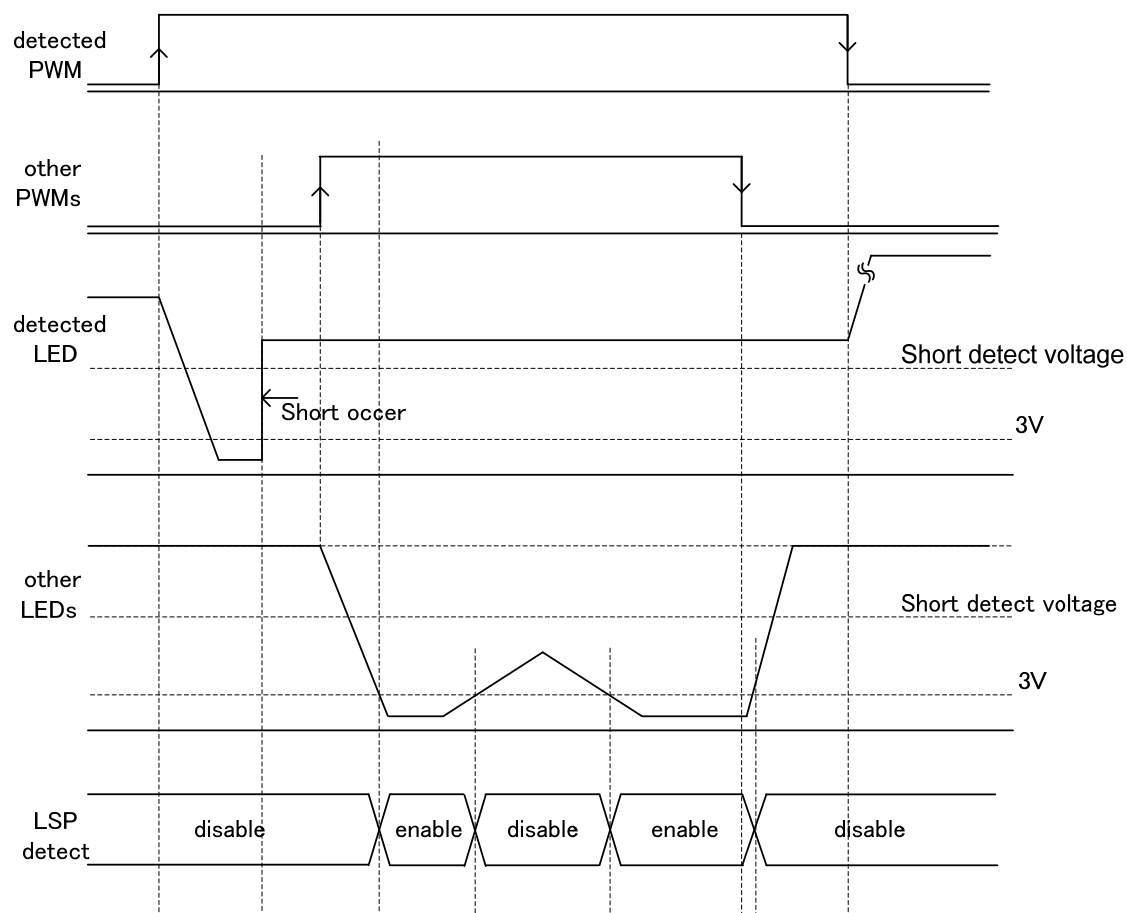 detected
PWM
other
PWMs
detected
LED
Short detect voltage
Short occer
3V
other
LEDs
Short detect voltage
3V
LSP
detect
disable
enable
disable
enable
disable